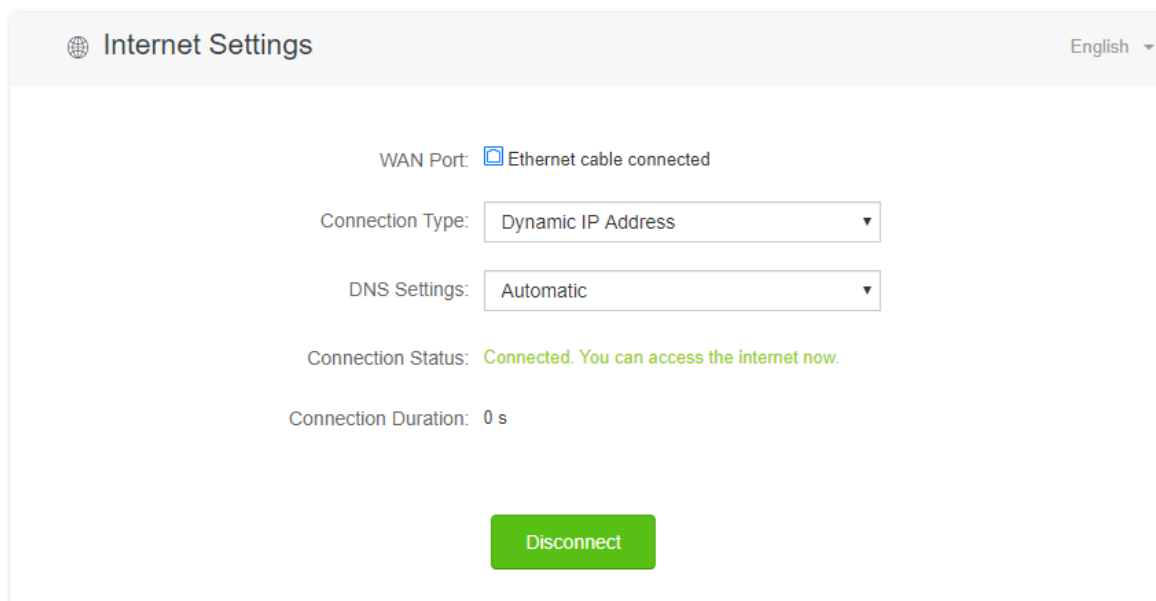 Internet Settings
English
WAN Port: Ethernet cable connected
Connection Type: Dynamic IP Address
DNS Settings: Automatic
Connection Status: Connected. You can access the internet now.
Connection Duration: 0 s
Disconnect